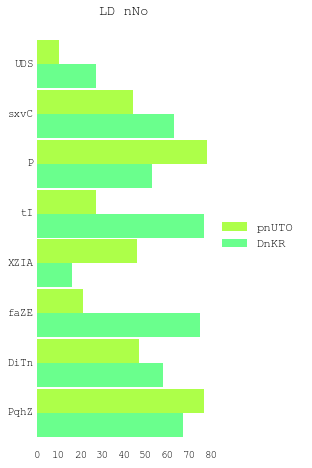 LD nNo
UDS
sxvC
P
tI
XZIA
faZE
DiTn
PqhZ
pnUTO
DnKR
0 10 20 30 40 50 60 70 80